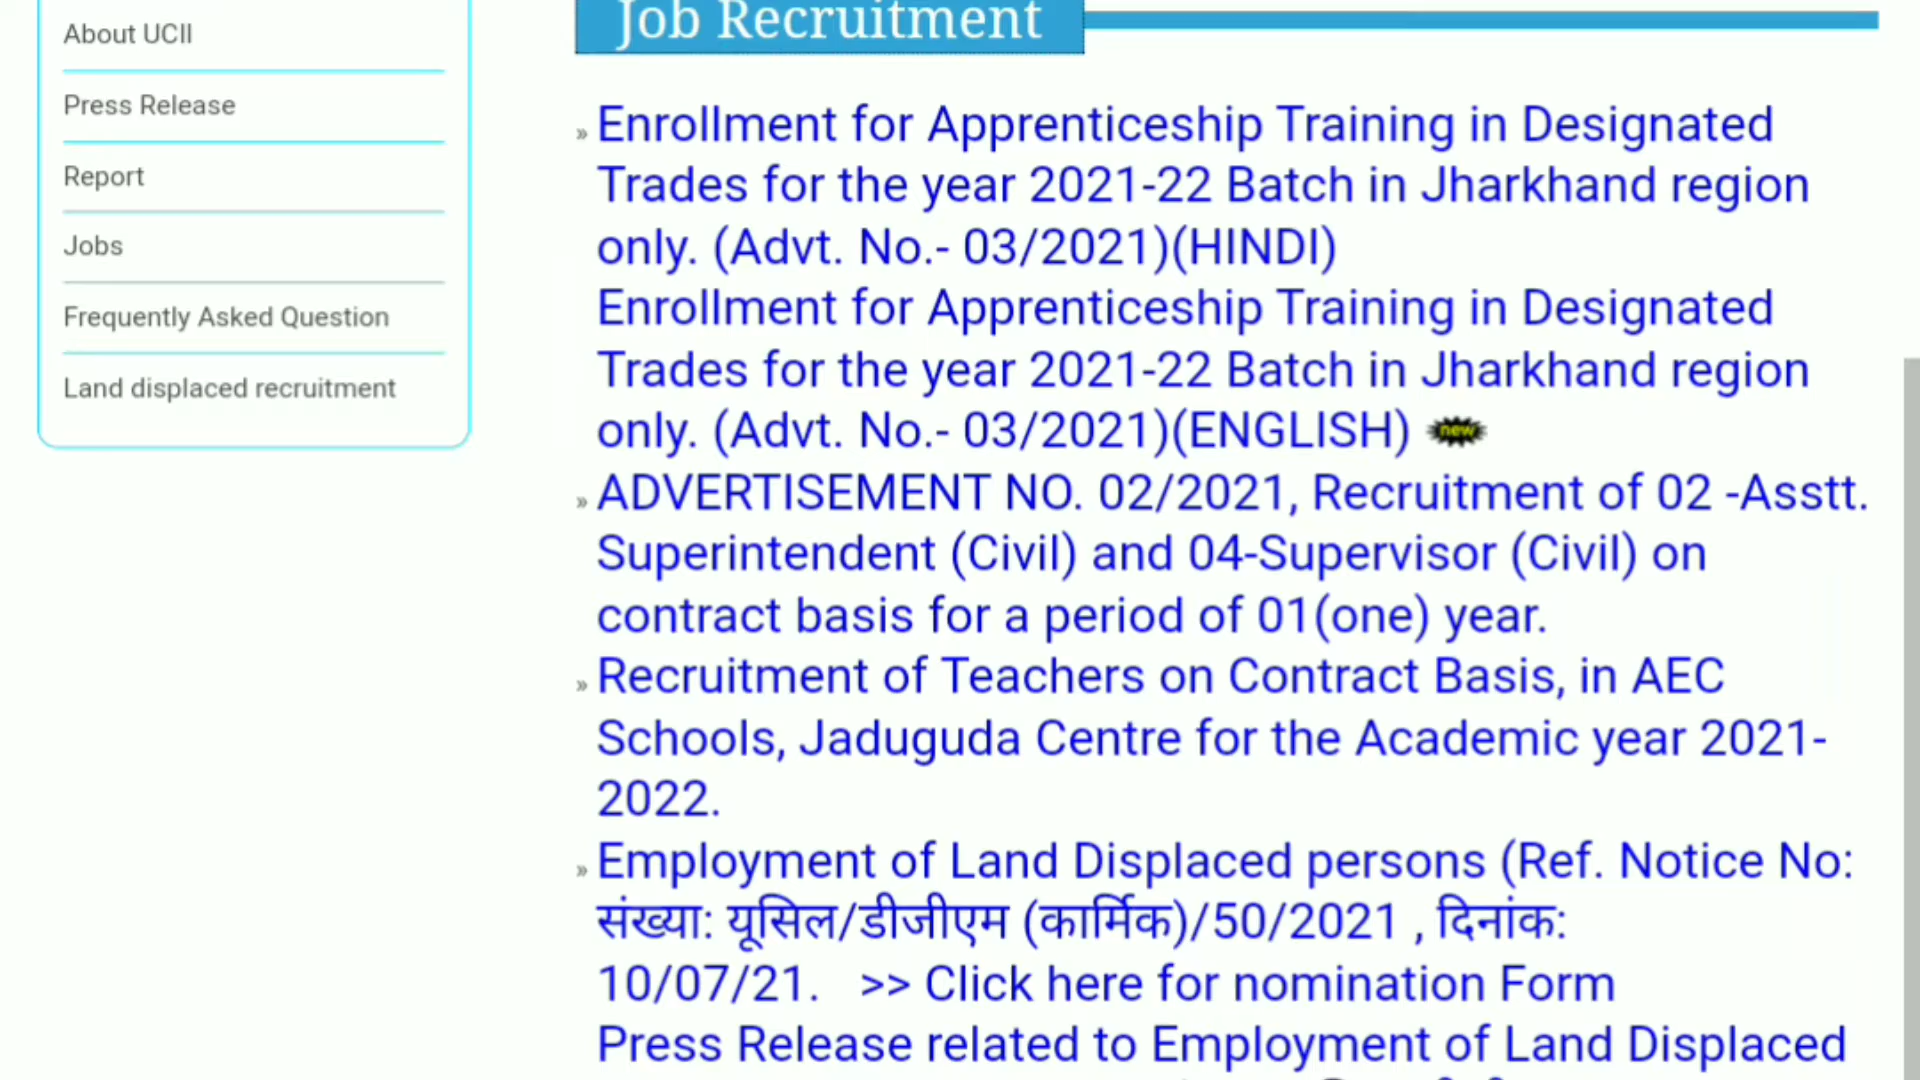 About UCIl
Press Release
Report
Jobs
Frequently Asked Question
Land displaced recruitment
Job Recruitment
» Enrollment for Apprenticeship Training in Designated
Trades for the year 2021-22 Batch in Jharkhand region
only. (Advt. No.- 03/2021)(HINDI)
Enrollment for Apprenticeship Training in Designated
Trades for the year 2021-22 Batch in Jharkhand region
only. (Advt. No.- 03/2021)(ENGLISH) new
» ADVERTISEMENT NO. 02/2021, Recruitment of 02 -Asstt.
Superintendent (Civil) and 04-Supervisor (Civil) on
contract basis for a period of 01(one) year.
» Recruitment of Teachers on Contract Basis, in AEC
Schools, Jaduguda Centre for the Academic year 2021-
2022.
» Employment of Land Displaced persons (Ref. Notice No:
संख्या: यूसिल/डीजीएम (कार्मिक)/50/2021 , दिनांक:
10/07/21. >> Click here for nomination Form
Press Release related to Employment of Land Displaced